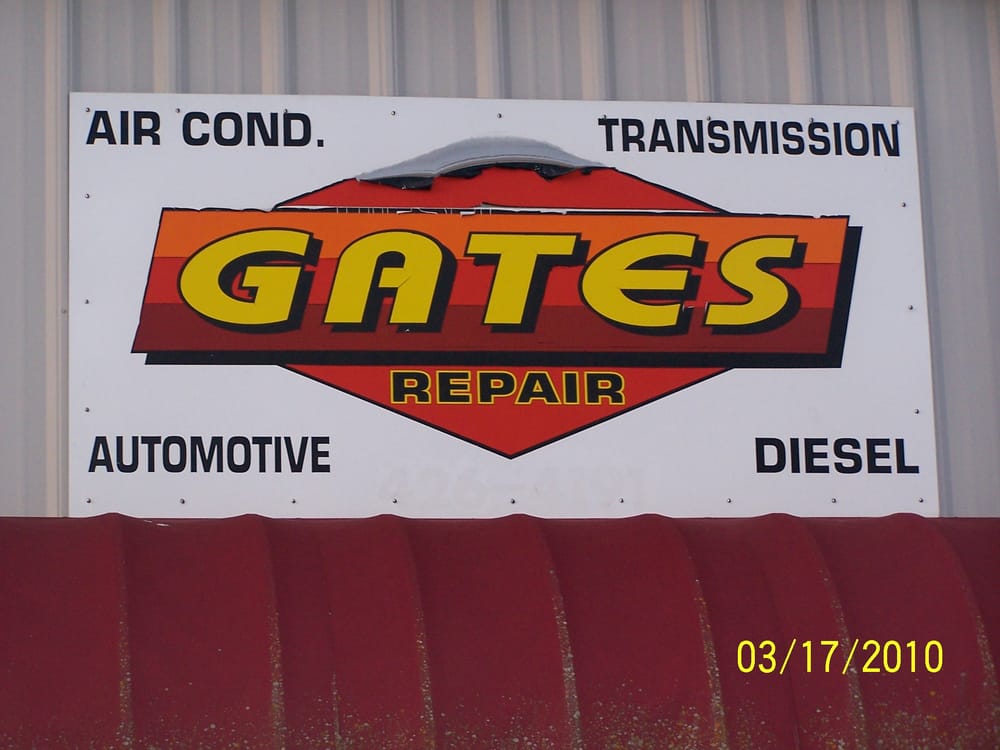 AIR COND.
TRANSMISSION
GATES
REPAIR
AUTOMOTIVE
DIESEL
03/17/2010